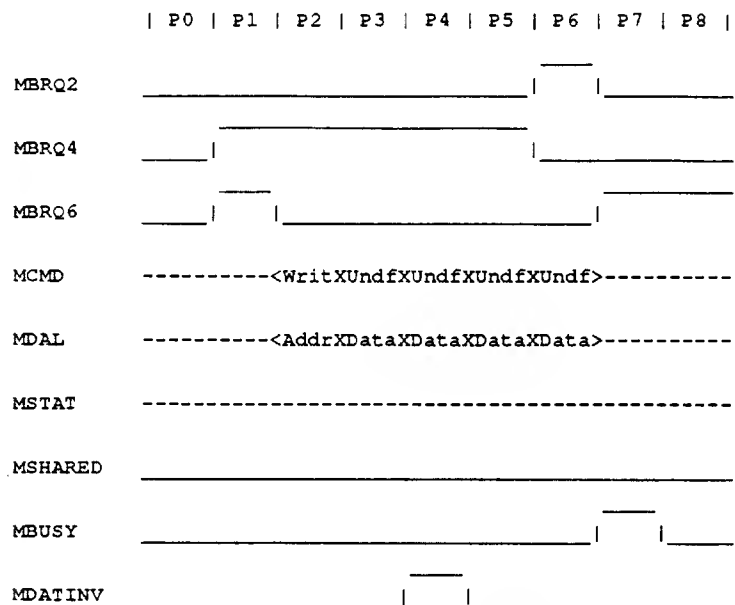 | P0 | P1 | P2 | P3 | P4 | P5 | P6 | P7 | P8 |
MBRQ2
MBRQ4
MBRQ6
MCMD ----------<WritXUndfXUndfXUndfXUndf>----------
MDAL ----------<AddrXDataXDataXDataXData>----------
MSTAT
MSHARED
MBUSY
MDATINV